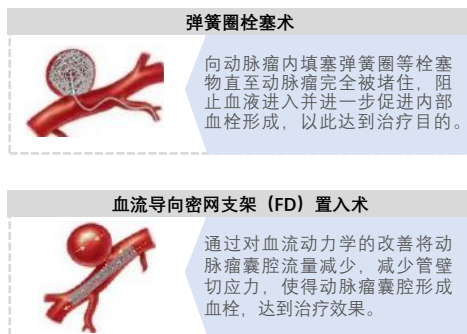 弹簧圈栓塞术
向动脉瘤内填塞弹簧圈等栓塞
物直至动脉瘤完全被堵住，阻
止血液进入并进一步促进内部
血栓形成，以此达到治疗目的。
血流导向密网支架（FD）置入术
通过对血流动力学的改善将动
脉瘤囊腔流量减少，减少管壁
切应力，使得动脉瘤囊腔形成
血栓，达到治疗效果。